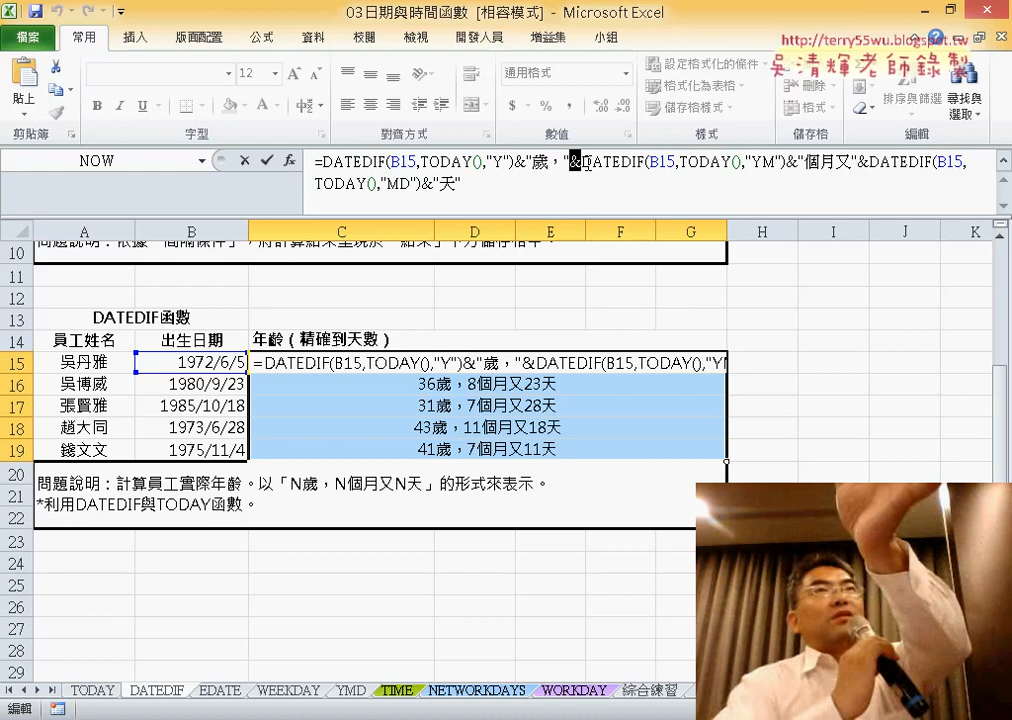 03日期與時間函數 [相容模式] - Microsoft Excel
檔案 常用 插入 版面配置 公式 資料 校閱 檢視 開發人員 增益集 小組
http://terry55wu.blogspot.tw
吳清輝老師錄製
貼上 12 A A 通用格式 設定格式化的條件 刪除 排序與篩選 尋找與
B I U A 中 $ % , 格式化為表格 格式 選取
儲存格樣式
剪貼簿 字型 對齊方式 數值 樣式 儲存格 編輯
NOW fx =DATEDIF(B15,TODAY(),"Y")&"歲，"&DATEDIF(B15,TODAY(),"YM")&"個月又"&DATEDIF(B15,
TODAY(),"MD")&"天"
A B C D E F G H I J K
10
11
12
13 DATEDIF函數
14 員工姓名 出生日期 年齡（精確到天數）
15 吳丹雅 1972/6/5 =DATEDIF(B15,TODAY(),"Y")&"歲，"&DATEDIF(B15,TODAY(),"YM
16 吳博威 1980/9/23 36歲，8個月又23天
17 張賢雅 1985/10/18 31歲，7個月又28天
18 趙大同 1973/6/28 43歲，11個月又18天
19 錢文文 1975/11/4 41歲，7個月又11天
20 問題說明：計算員工實際年齡。以「N歲，N個月又N天」的形式來表示。
21 *利用DATEDIF與TODAY函數。
22
23
24
25
26
27
28
29
TODAY DATEDIF EDATE WEEKDAY YMD TIME NETWORKDAYS WORKDAY 綜合練習
編輯